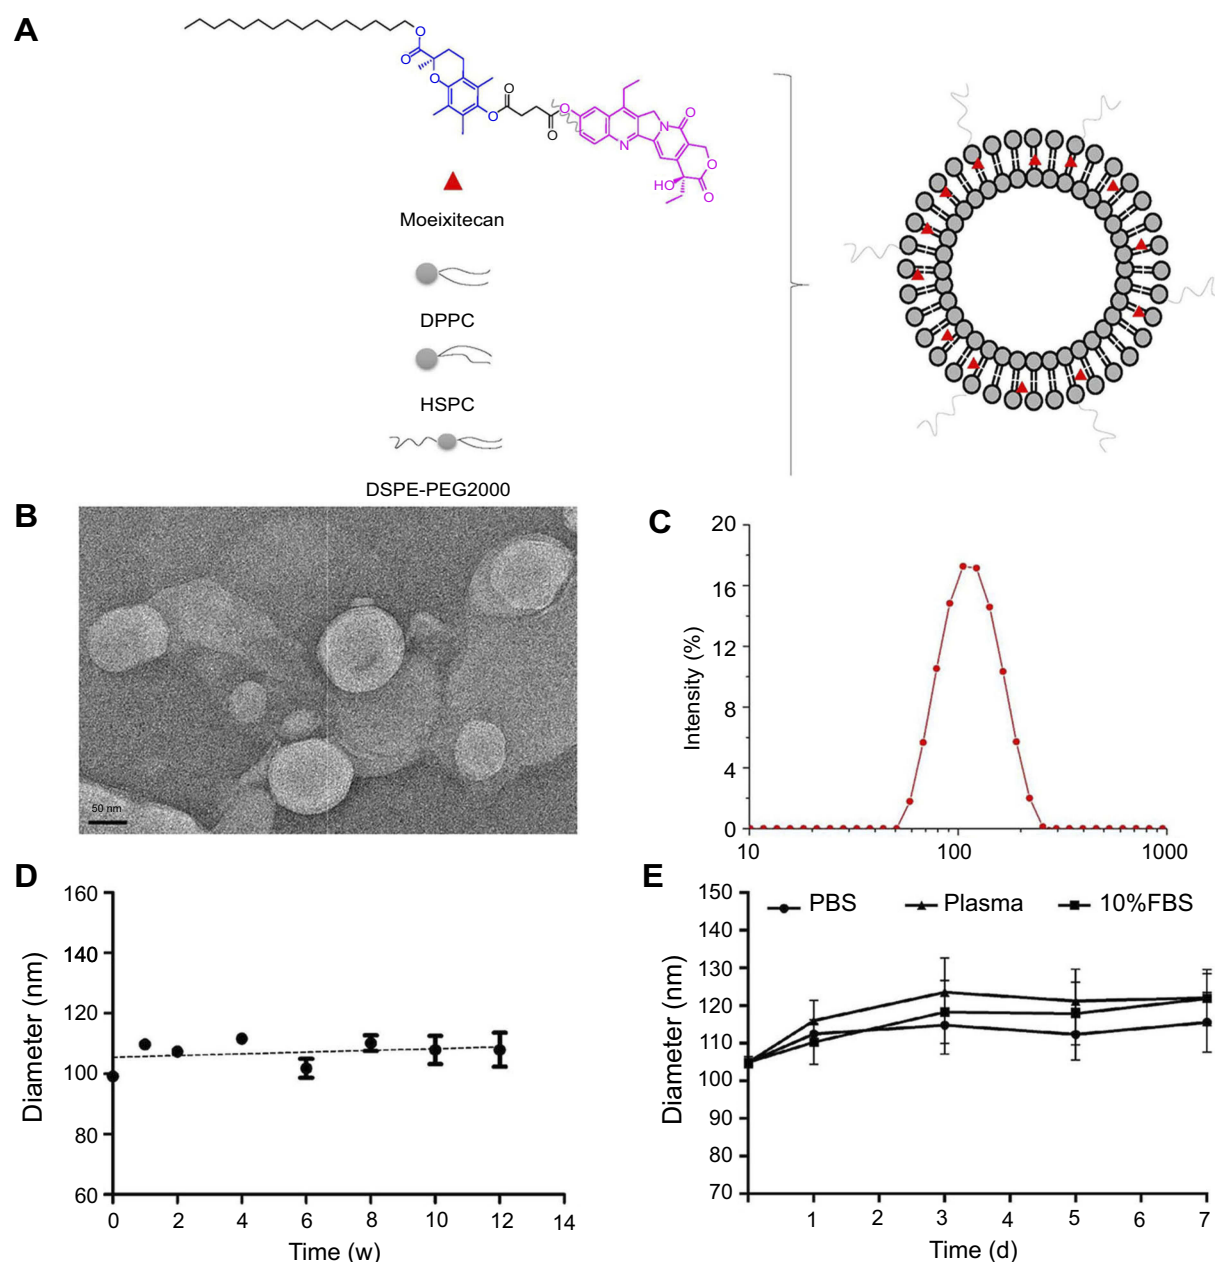 A
O
O
O
O
O
O
O
N
N
O
O
O
HO
Moeixitecan
DPPC
HSPC
DSPE-PEG2000
B
50 nm
C
20
16
12
8
4
0
Intensity (%)
10 100 1000
D
160
140
120
100
80
60
Diameter (nm)
0 2 4 6 8 10 12 14
Time (w)
E
PBS Plasma 10%FBS
150
140
130
120
110
100
90
80
70
Diameter (nm)
1 2 3 4 5 6 7
Time (d)